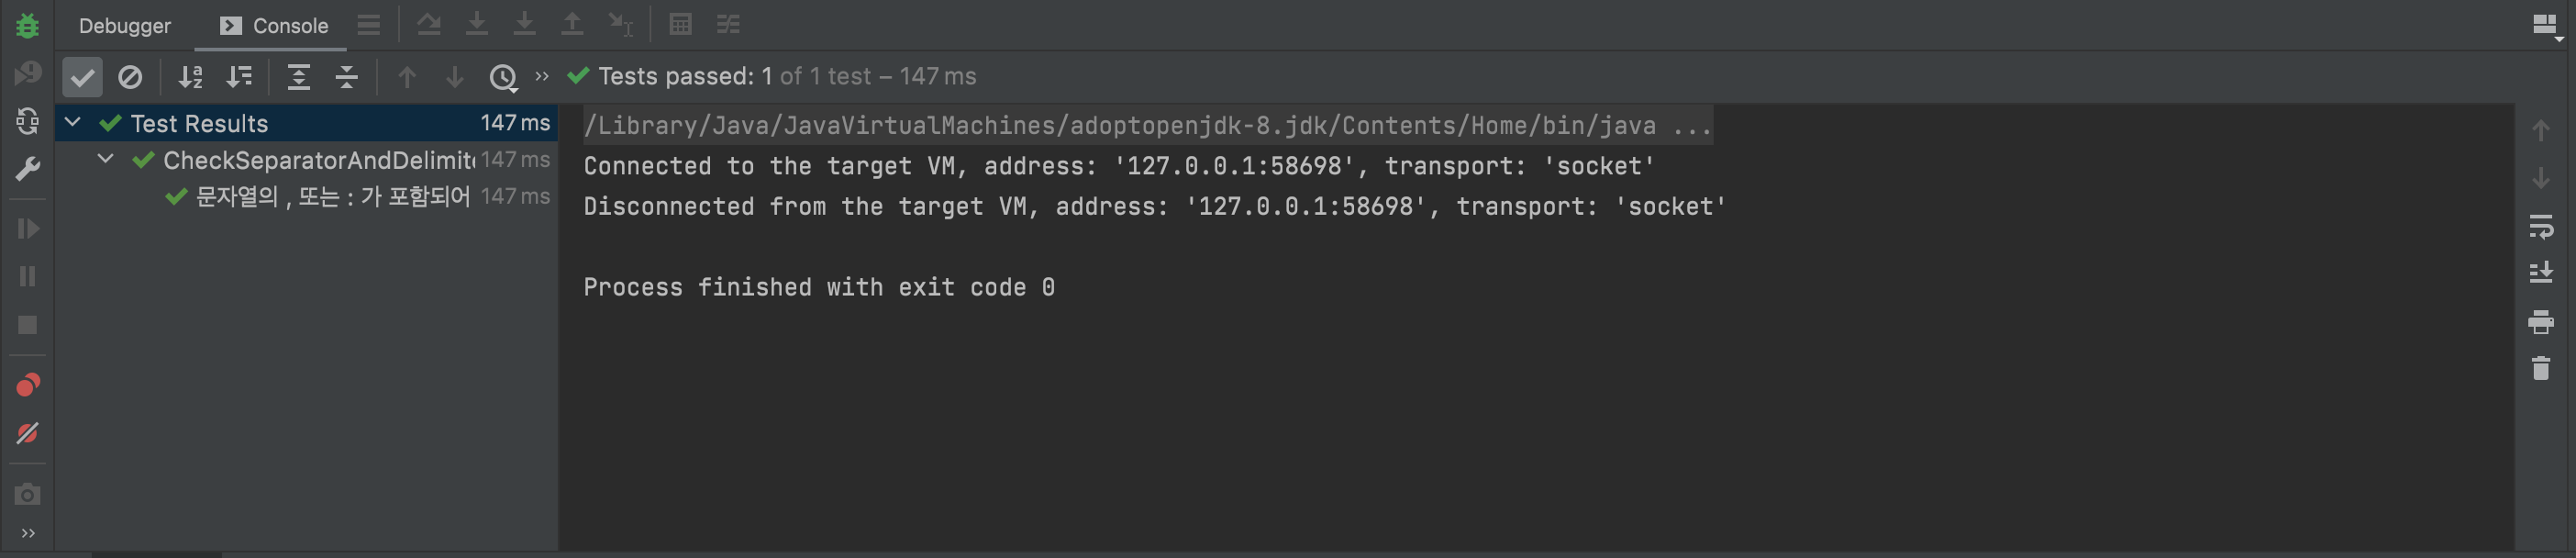 Debugger Console
Tests passed: 1 of 1 test – 147 ms
Test Results 147 ms
CheckSeparatorAndDelimit 147 ms
문자열의 , 또는 : 가 포함되어 147 ms
/Library/Java/JavaVirtualMachines/adoptopenjdk-8.jdk/Contents/Home/bin/java ...
Connected to the target VM, address: '127.0.0.1:58698', transport: 'socket'
Disconnected from the target VM, address: '127.0.0.1:58698', transport: 'socket'
Process finished with exit code 0